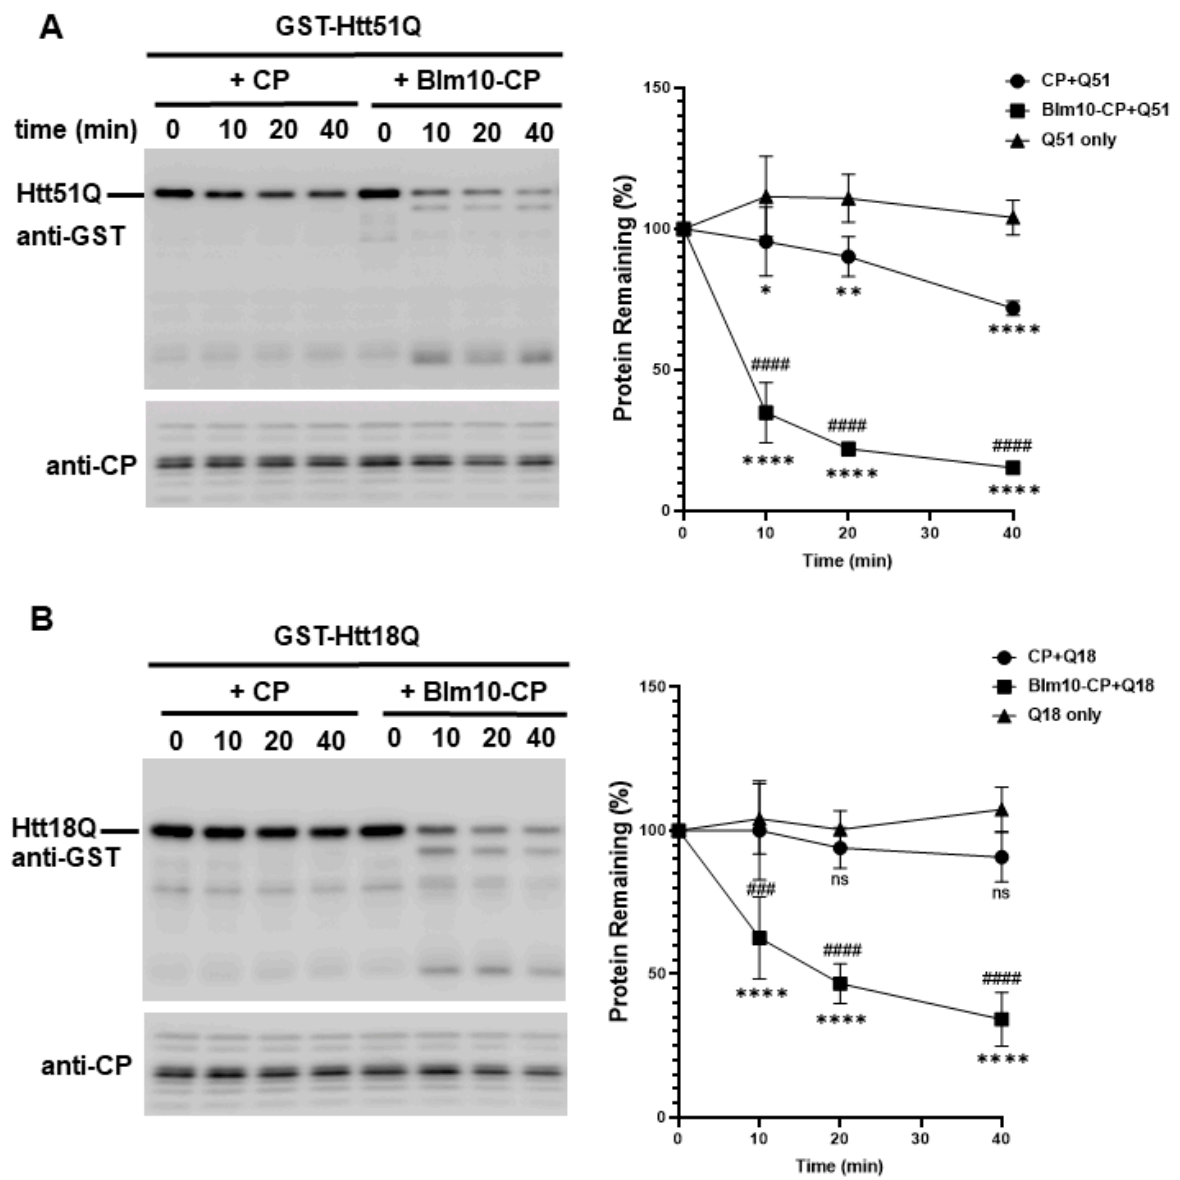 A
GST-Htt51Q
+ CP
+ Blm10-CP
time (min) 0 10 20 40 0 10 20 40
Htt51Q
anti-GST
anti-CP
CP+Q51
Blm10-CP+Q51
Q51 only
150
100
50
0
Protein Remaining (%)
*
**
****
####
####
####
****
****
****
0 10 20 30 40
Time (min)
B
GST-Htt18Q
+ CP
+ Blm10-CP
0 10 20 40 0 10 20 40
Htt18Q
anti-GST
anti-CP
CP+Q18
Blm10-CP+Q18
Q18 only
150
100
50
0
Protein Remaining (%)
ns
ns
###
####
####
****
****
****
0 10 20 30 40
Time (min)